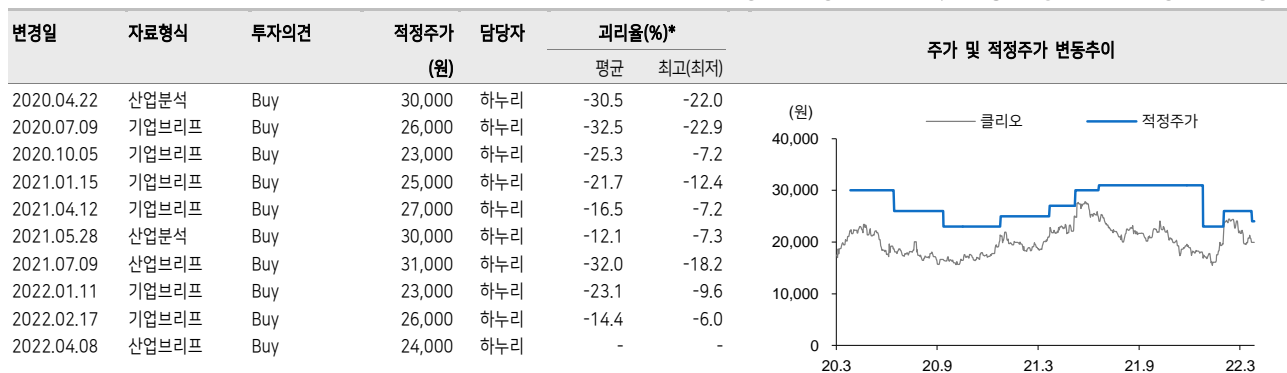 변경일 자료형식 투자의견 적정주가 담당자 괴리율(%)* 주가 및 적정주가 변동추이
(원) 평균 최고(최저)
2020.04.22 산업분석 Buy 30,000 하누리 -30.5 -22.0
2020.07.09 기업브리프 Buy 26,000 하누리 -32.5 -22.9
2020.10.05 기업브리프 Buy 23,000 하누리 -25.3 -7.2
2021.01.15 기업브리프 Buy 25,000 하누리 -21.7 -12.4
2021.04.12 기업브리프 Buy 27,000 하누리 -16.5 -7.2
2021.05.28 산업분석 Buy 30,000 하누리 -12.1 -7.3
2021.07.09 산업브리프 Buy 31,000 하누리 -32.0 -18.2
2022.01.11 기업브리프 Buy 23,000 하누리 -23.1 -9.6
2022.02.17 기업브리프 Buy 26,000 하누리 -14.4 -6.0
2022.04.08 산업브리프 Buy 24,000 하누리 - -
(원) 클리오 적정주가
40,000
30,000
20,000
10,000
0
20.3 20.9 21.3 21.9 22.3